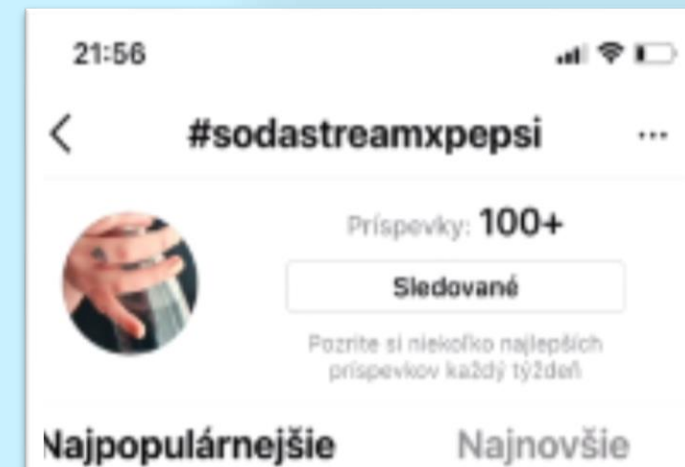 21:56
#sodastreamxpepsi
Príspevky: 100+
Sledované
Pozrite si niekoľko najlepších
príspevkov každý týždeň
Najpopulárnejšie Najnovšie